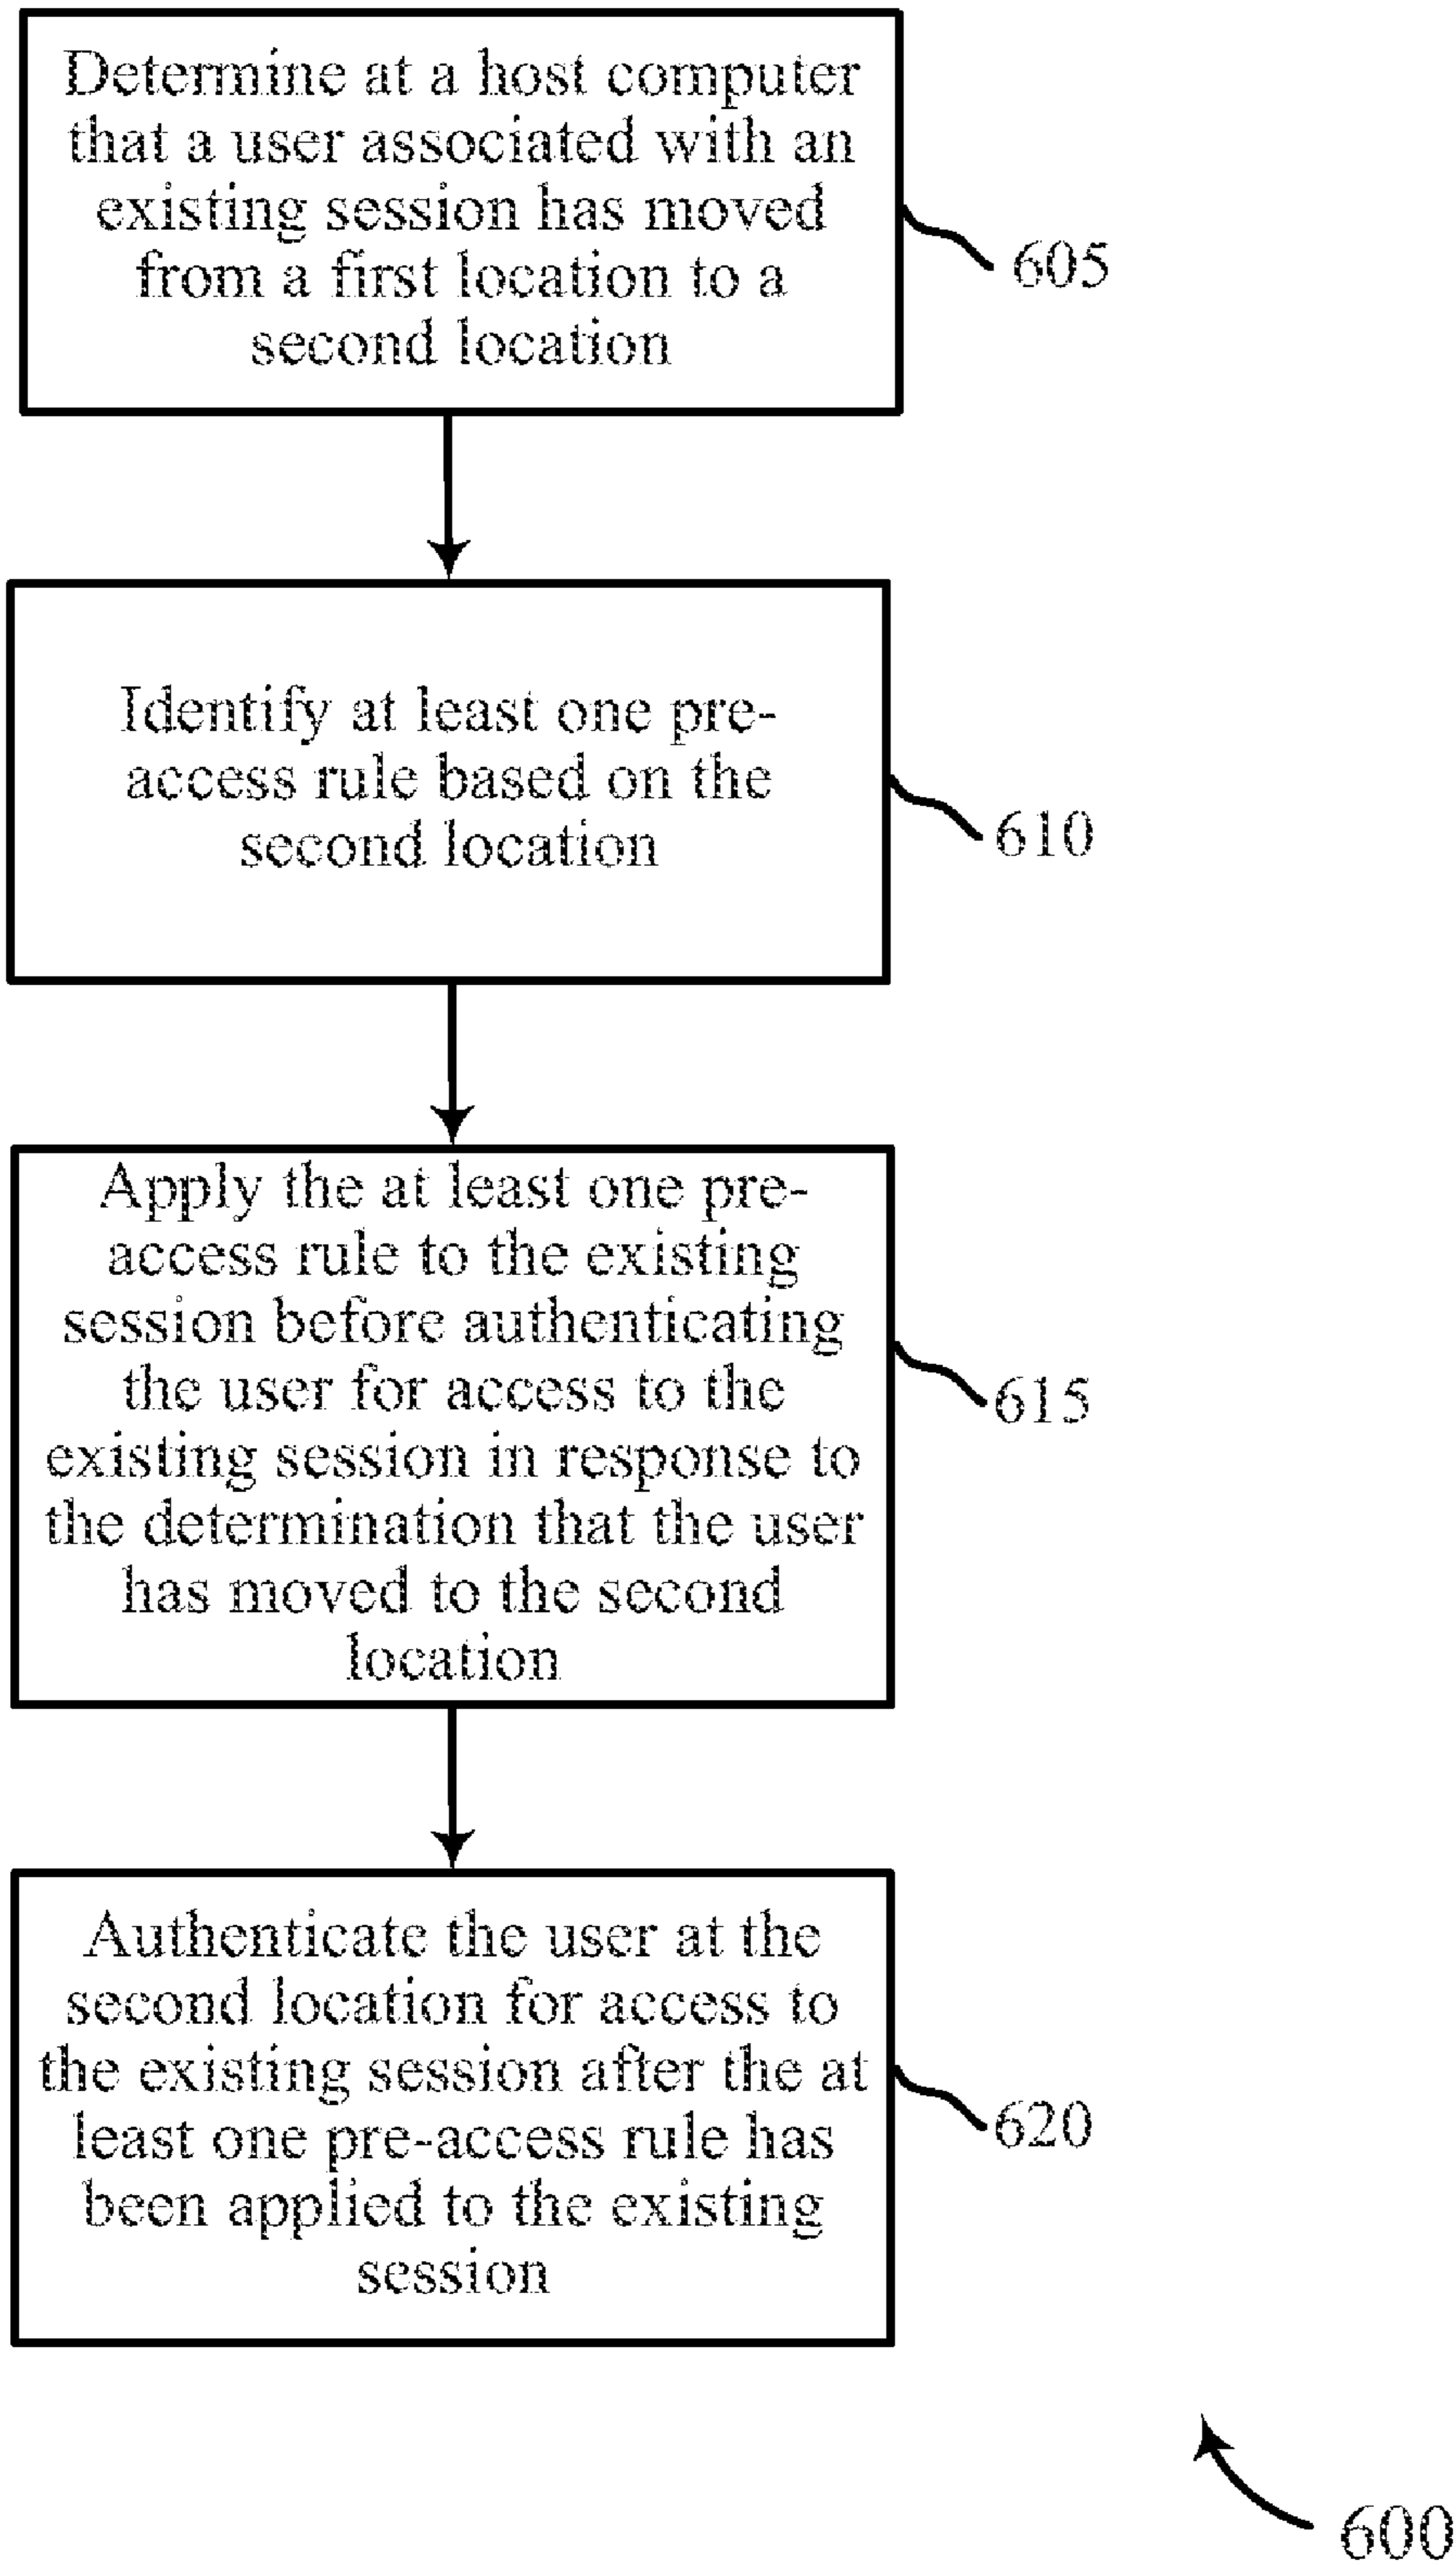 Determine at a host computer
that a user associated with an
existing session has moved
from a first location to a
second location
605
Identify at least one pre-
access rule based on the
second location
610
Apply the at least one pre-
access rule to the existing
session before authenticating
the user for access to the
existing session in response to
the determination that the user
has moved to the second
location
615
Authenticate the user at the
second location for access to
the existing session after the at
least one pre-access rule has
been applied to the existing
session
620
600